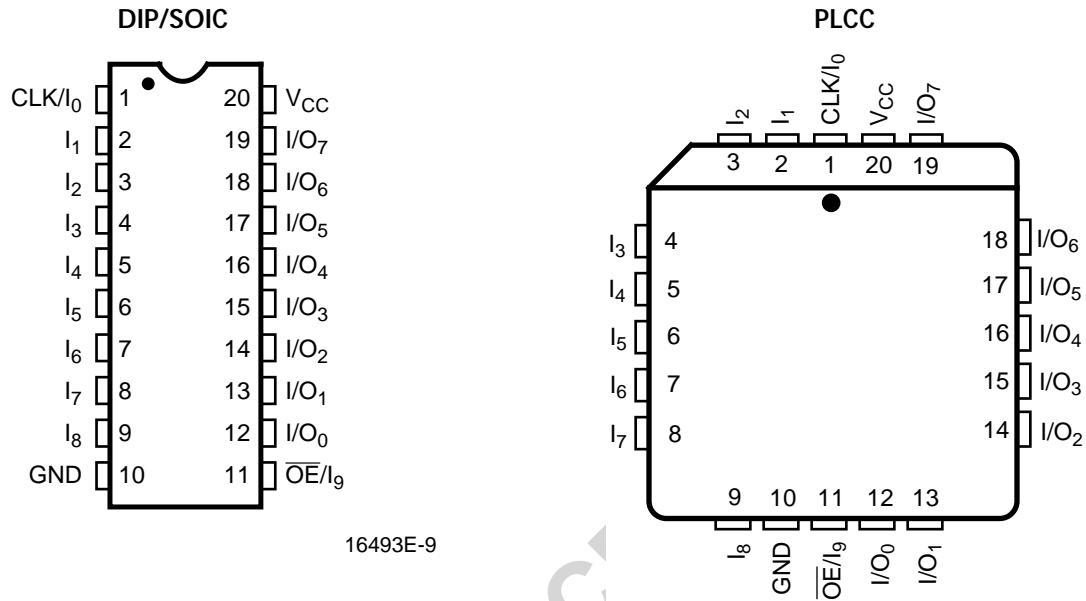 DIP/SOIC
CLK/I0 1 20 VCC
I1 2 19 I/O7
I2 3 18 I/O6
I3 4 17 I/O5
I4 5 16 I/O4
I5 6 15 I/O3
I6 7 14 I/O2
I7 8 13 I/O1
I8 9 12 I/O0
GND 10 11 O̅E̅/I9
16493E-9
PLCC
I2 I1 CLK/I0 VCC I/O7
3 2 1 20 19
I3 4 18 I/O6
I4 5 17 I/O5
I5 6 16 I/O4
I6 7 15 I/O3
I7 8 14 I/O2
9 10 11 12 13
I8 GND O̅E̅/I9 I/O0 I/O1